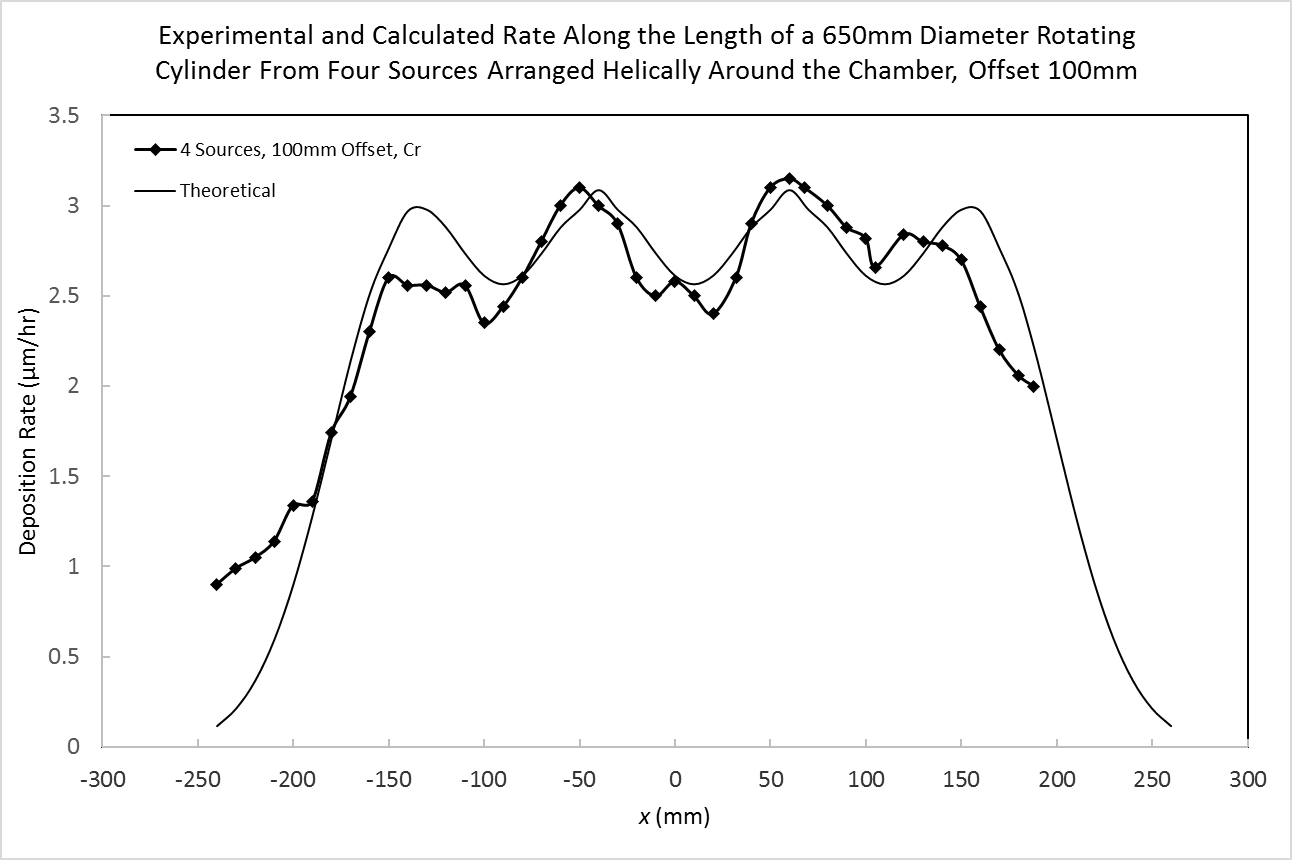 Experimental and Calculated Rate Along the Length of a 650mm Diameter Rotating
Cylinder From Four Sources Arranged Helically Around the Chamber, Offset 100mm
3.5
4 Sources, 100mm Offset, Cr
Theoretical
3
2.5
2
1.5
1
0.5
0
Deposition Rate (µm/hr)
-300 -250 -200 -150 -100 -50 0 50 100 150 200 250 300
x (mm)